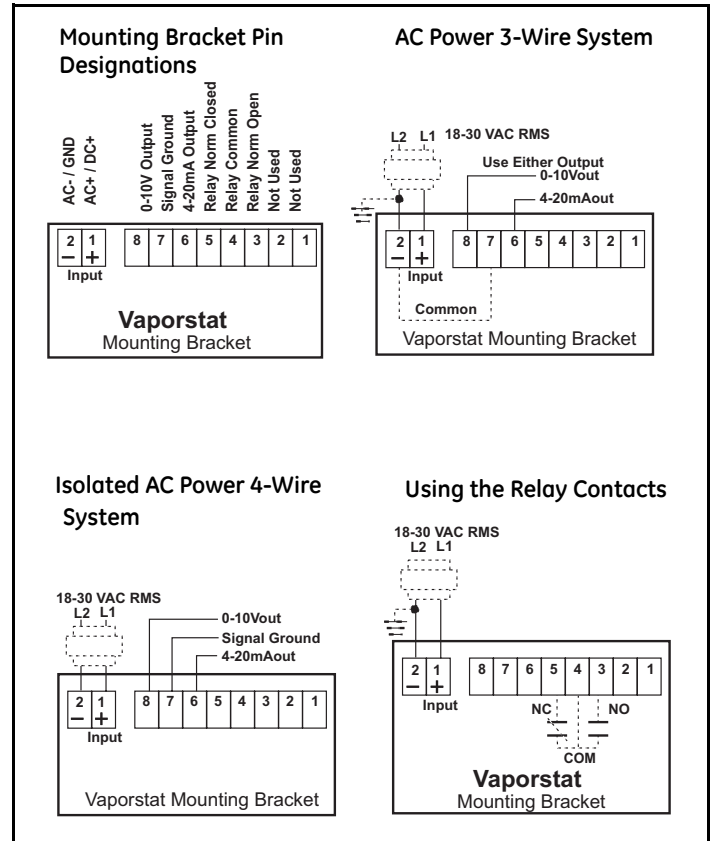 Mounting Bracket Pin
Designations
AC- / GND
AC+ / DC+
0-10V Output
Signal Ground
4-20mA Output
Relay Norm Closed
Relay Common
Relay Norm Open
Not Used
Not Used
2 1 8 7 6 5 4 3 2 1
− +
Input
Vaporstat
Mounting Bracket
AC Power 3-Wire System
L2 L1 18-30 VAC RMS
Use Either Output
0-10Vout
4-20mAout
2 1 8 7 6 5 4 3 2 1
− +
Input
Common
Vaporstat Mounting Bracket
Isolated AC Power 4-Wire
System
18-30 VAC RMS
L2 L1
0-10Vout
Signal Ground
4-20mAout
2 1 8 7 6 5 4 3 2 1
− +
Input
Vaporstat Mounting Bracket
Using the Relay Contacts
18-30 VAC RMS
L2 L1
2 1 8 7 6 5 4 3 2 1
− +
Input
NC NO
COM
Vaporstat
Mounting Bracket